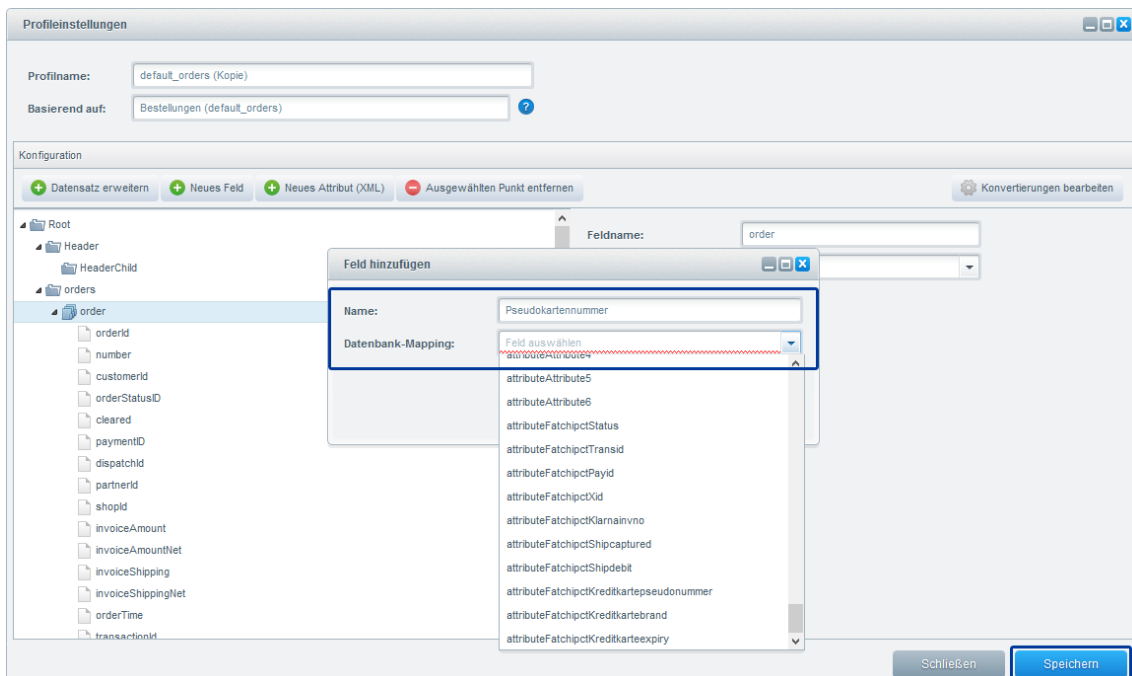 Profileinstellungen
Profilname: default_orders (Kopie)
Basierend auf: Bestellungen (default_orders) ?
Konfiguration
Datensatz erweitern Neues Feld Neues Attribut (XML) Ausgewählten Punkt entfernen Konvertierungen bearbeiten
Root
Header
HeaderChild
orders
order
orderId
number
customerId
orderStatusID
cleared
paymentID
dispatchId
partnerId
shopId
invoiceAmount
invoiceAmountNet
invoiceShipping
invoiceShippingNet
orderTime
transactionId
Feldname: order
Feld hinzufügen
Name: Pseudokartennummer
Datenbank-Mapping: Feld auswählen
attributeAttribute4
attributeAttribute5
attributeAttribute6
attributeFatchipctStatus
attributeFatchipctTransid
attributeFatchipctPayid
attributeFatchipctXid
attributeFatchipctKlarnainvno
attributeFatchipctShipcaptured
attributeFatchipctShipdebit
attributeFatchipctKreditkartepseudonummer
attributeFatchipctKreditkartebrand
attributeFatchipctKreditkarteexpiry
Schließen Speichern